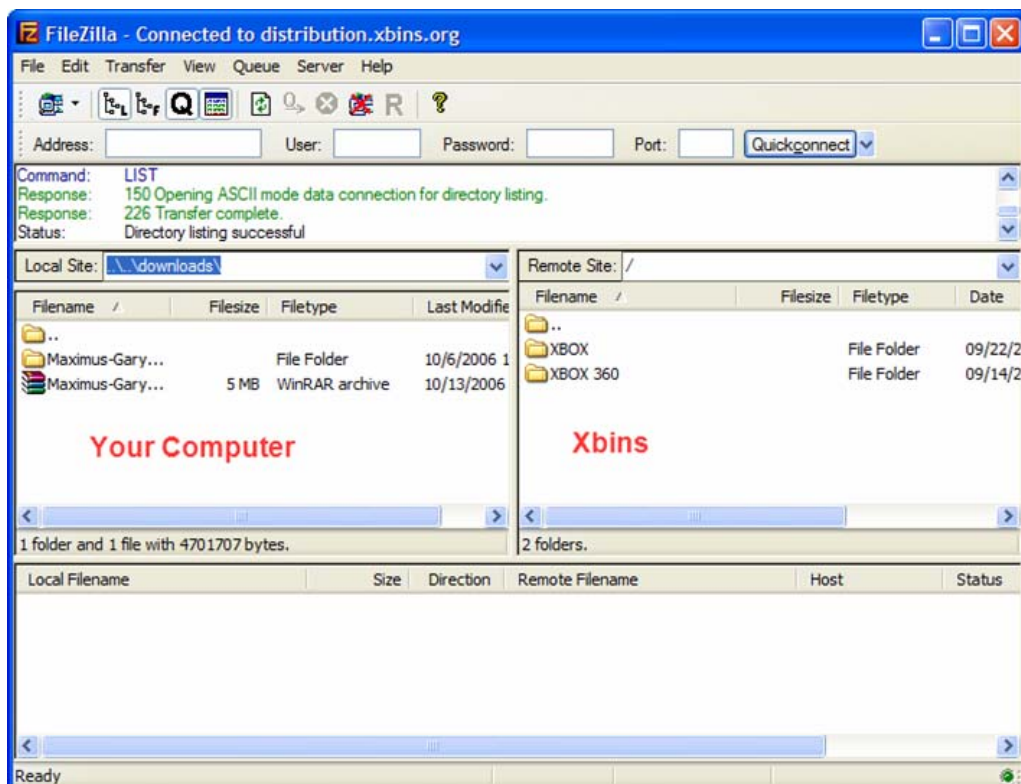 FileZilla - Connected to distribution.xbins.org
File Edit Transfer View Queue Server Help
L F Q R ?
Address: User: Password: Port: Quickconnect
Command: LIST
Response: 150 Opening ASCII mode data connection for directory listing.
Response: 226 Transfer complete.
Status: Directory listing successful
Local Site: ..\..\downloads\
Filename / Filesize Filetype Last Modifie
..
Maximus-Gary... File Folder 10/6/2006 1
Maximus-Gary... 5 MB WinRAR archive 10/13/2006
Your Computer
1 folder and 1 file with 4701707 bytes.
Remote Site: /
Filename / Filesize Filetype Date
..
XBOX File Folder 09/22/2
XBOX 360 File Folder 09/14/2
Xbins
2 folders.
Local Filename Size Direction Remote Filename Host Status
Ready